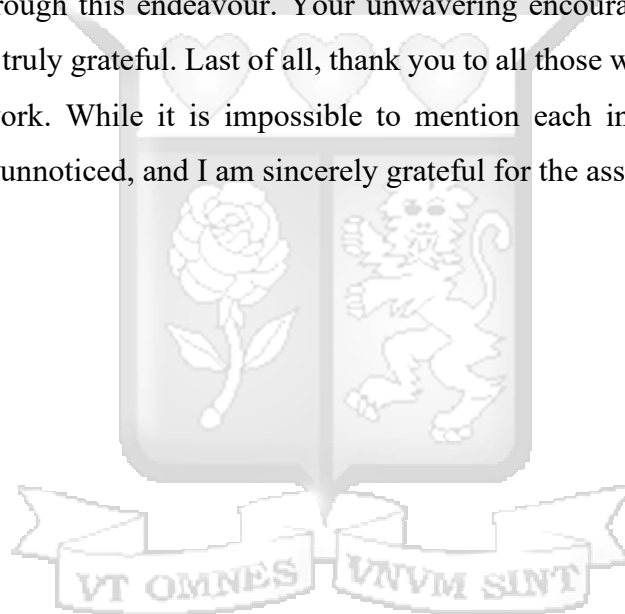 rough this endeavour. Your unwavering encoura
truly grateful. Last of all, thank you to all those w
ork. While it is impossible to mention each in
unnoticed, and I am sincerely grateful for the ass
VT OMNES VNVM SINT